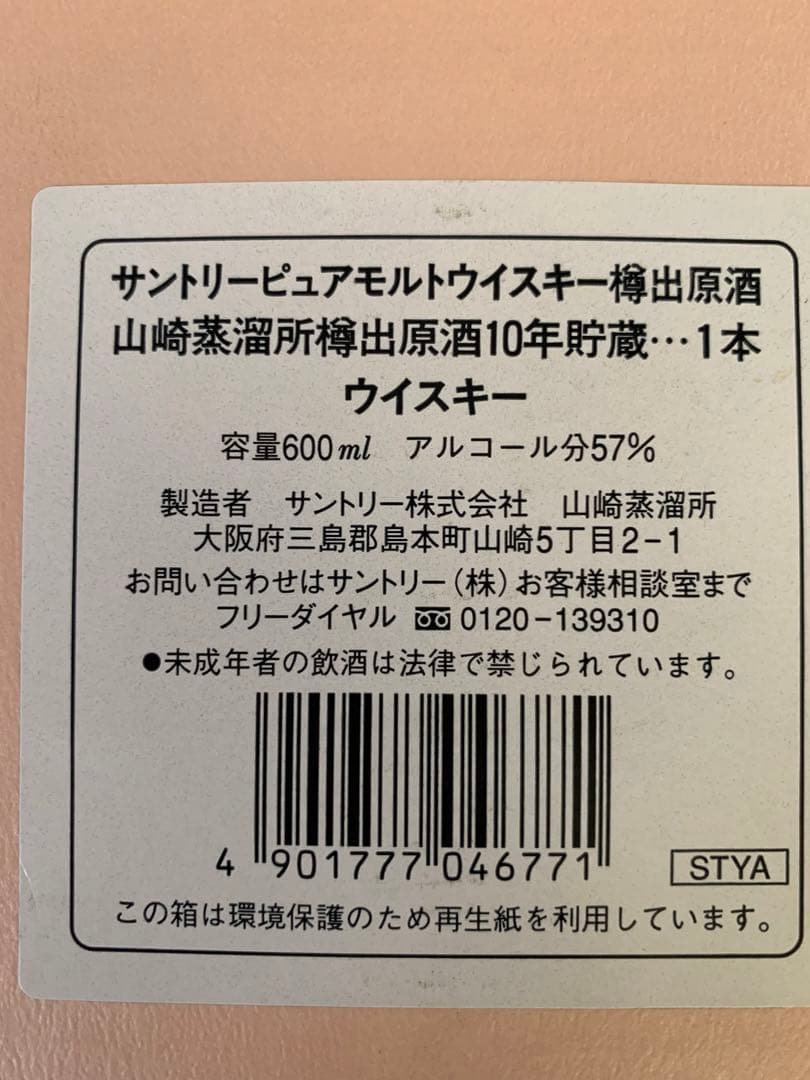 サントリーピュアモルトウイスキー樽出原酒
山崎蒸溜所樽出原酒10年貯蔵…1本
ウイスキー
容量600ml アルコール分57%
製造者 サントリー株式会社 山崎蒸溜所
大阪府三島郡島本町山崎5丁目2-1
お問い合わせはサントリー(株)お客様相談室まで
フリーダイヤル 0120-139310
●未成年者の飲酒は法律で禁じられています。
4 901777 046771
STYA
この箱は環境保護のため再生紙を利用しています。